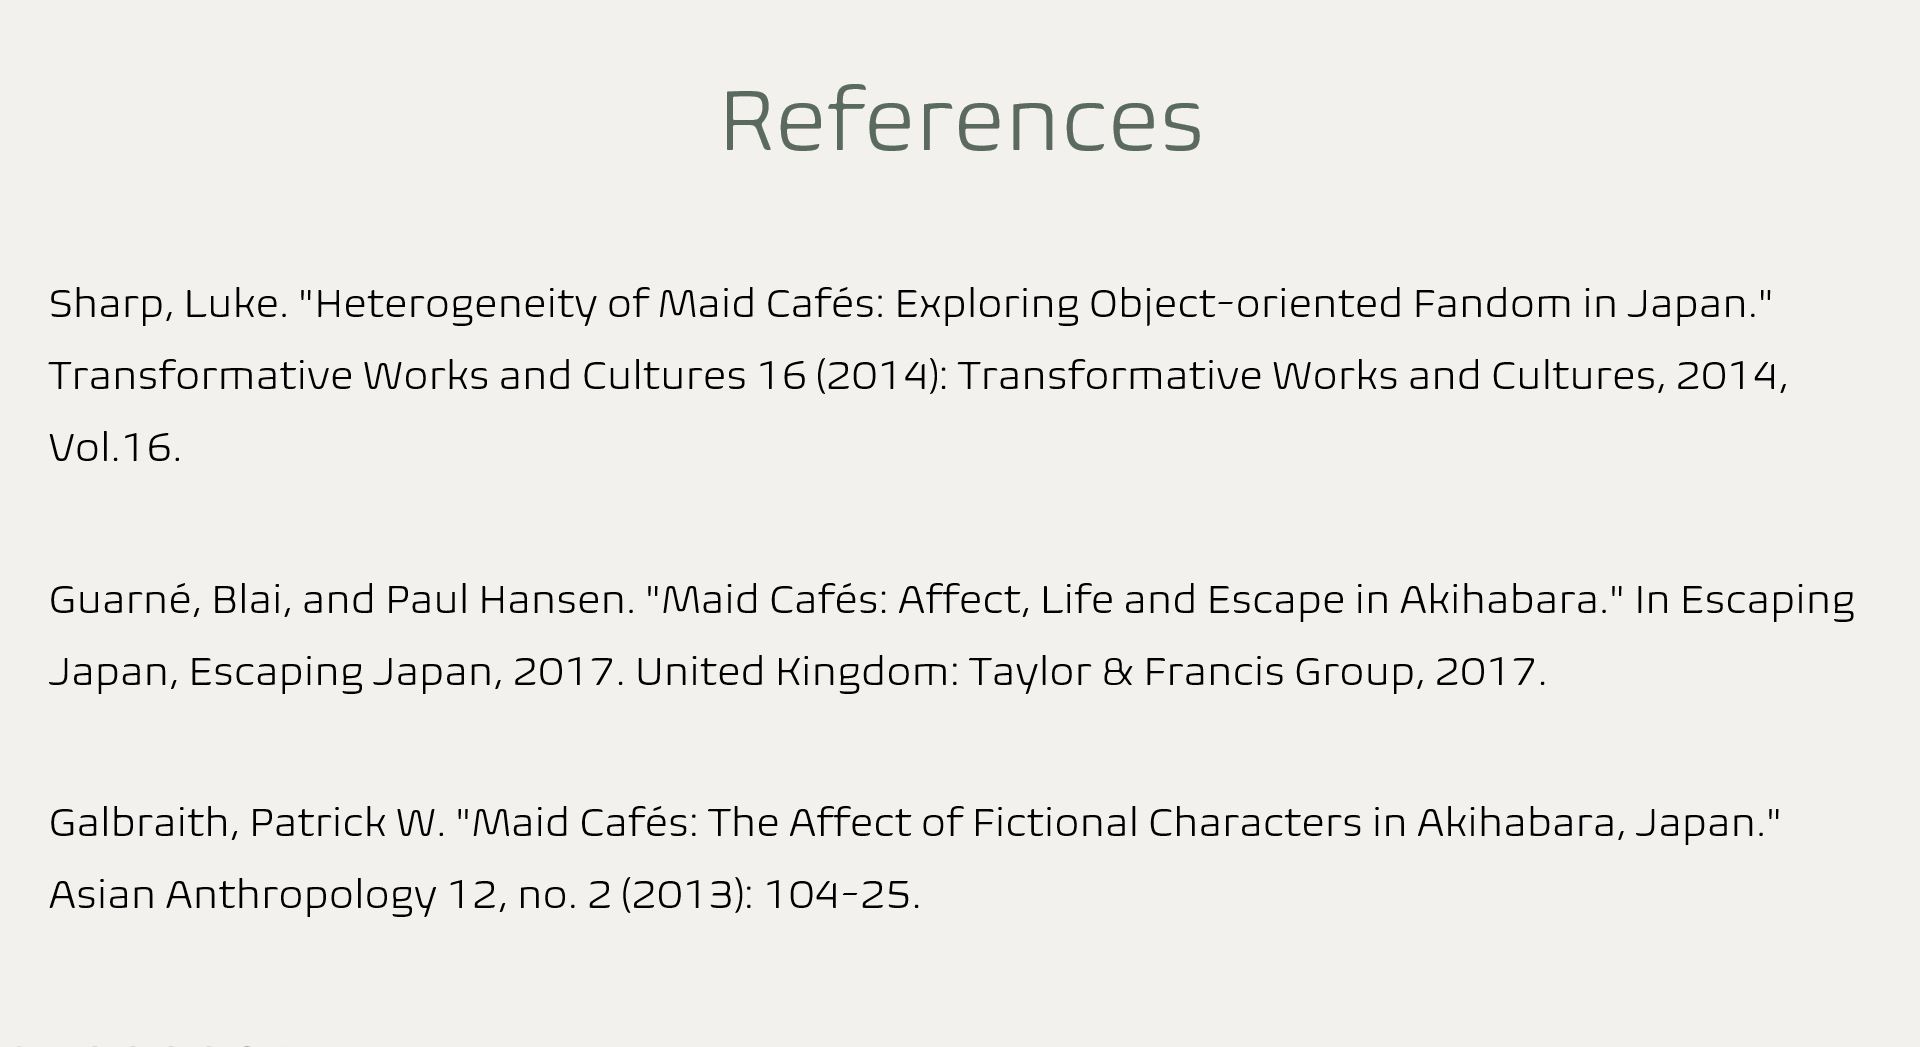 References
Sharp, Luke. "Heterogeneity of Maid Cafés: Exploring Object-oriented Fandom in Japan."
Transformative Works and Cultures 16 (2014): Transformative Works and Cultures, 2014,
Vol.16.
Guarné, Blai, and Paul Hansen. "Maid Cafés: Affect, Life and Escape in Akihabara." In Escaping
Japan, Escaping Japan, 2017. United Kingdom: Taylor & Francis Group, 2017.
Galbraith, Patrick W. "Maid Cafés: The Affect of Fictional Characters in Akihabara, Japan."
Asian Anthropology 12, no. 2 (2013): 104-25.